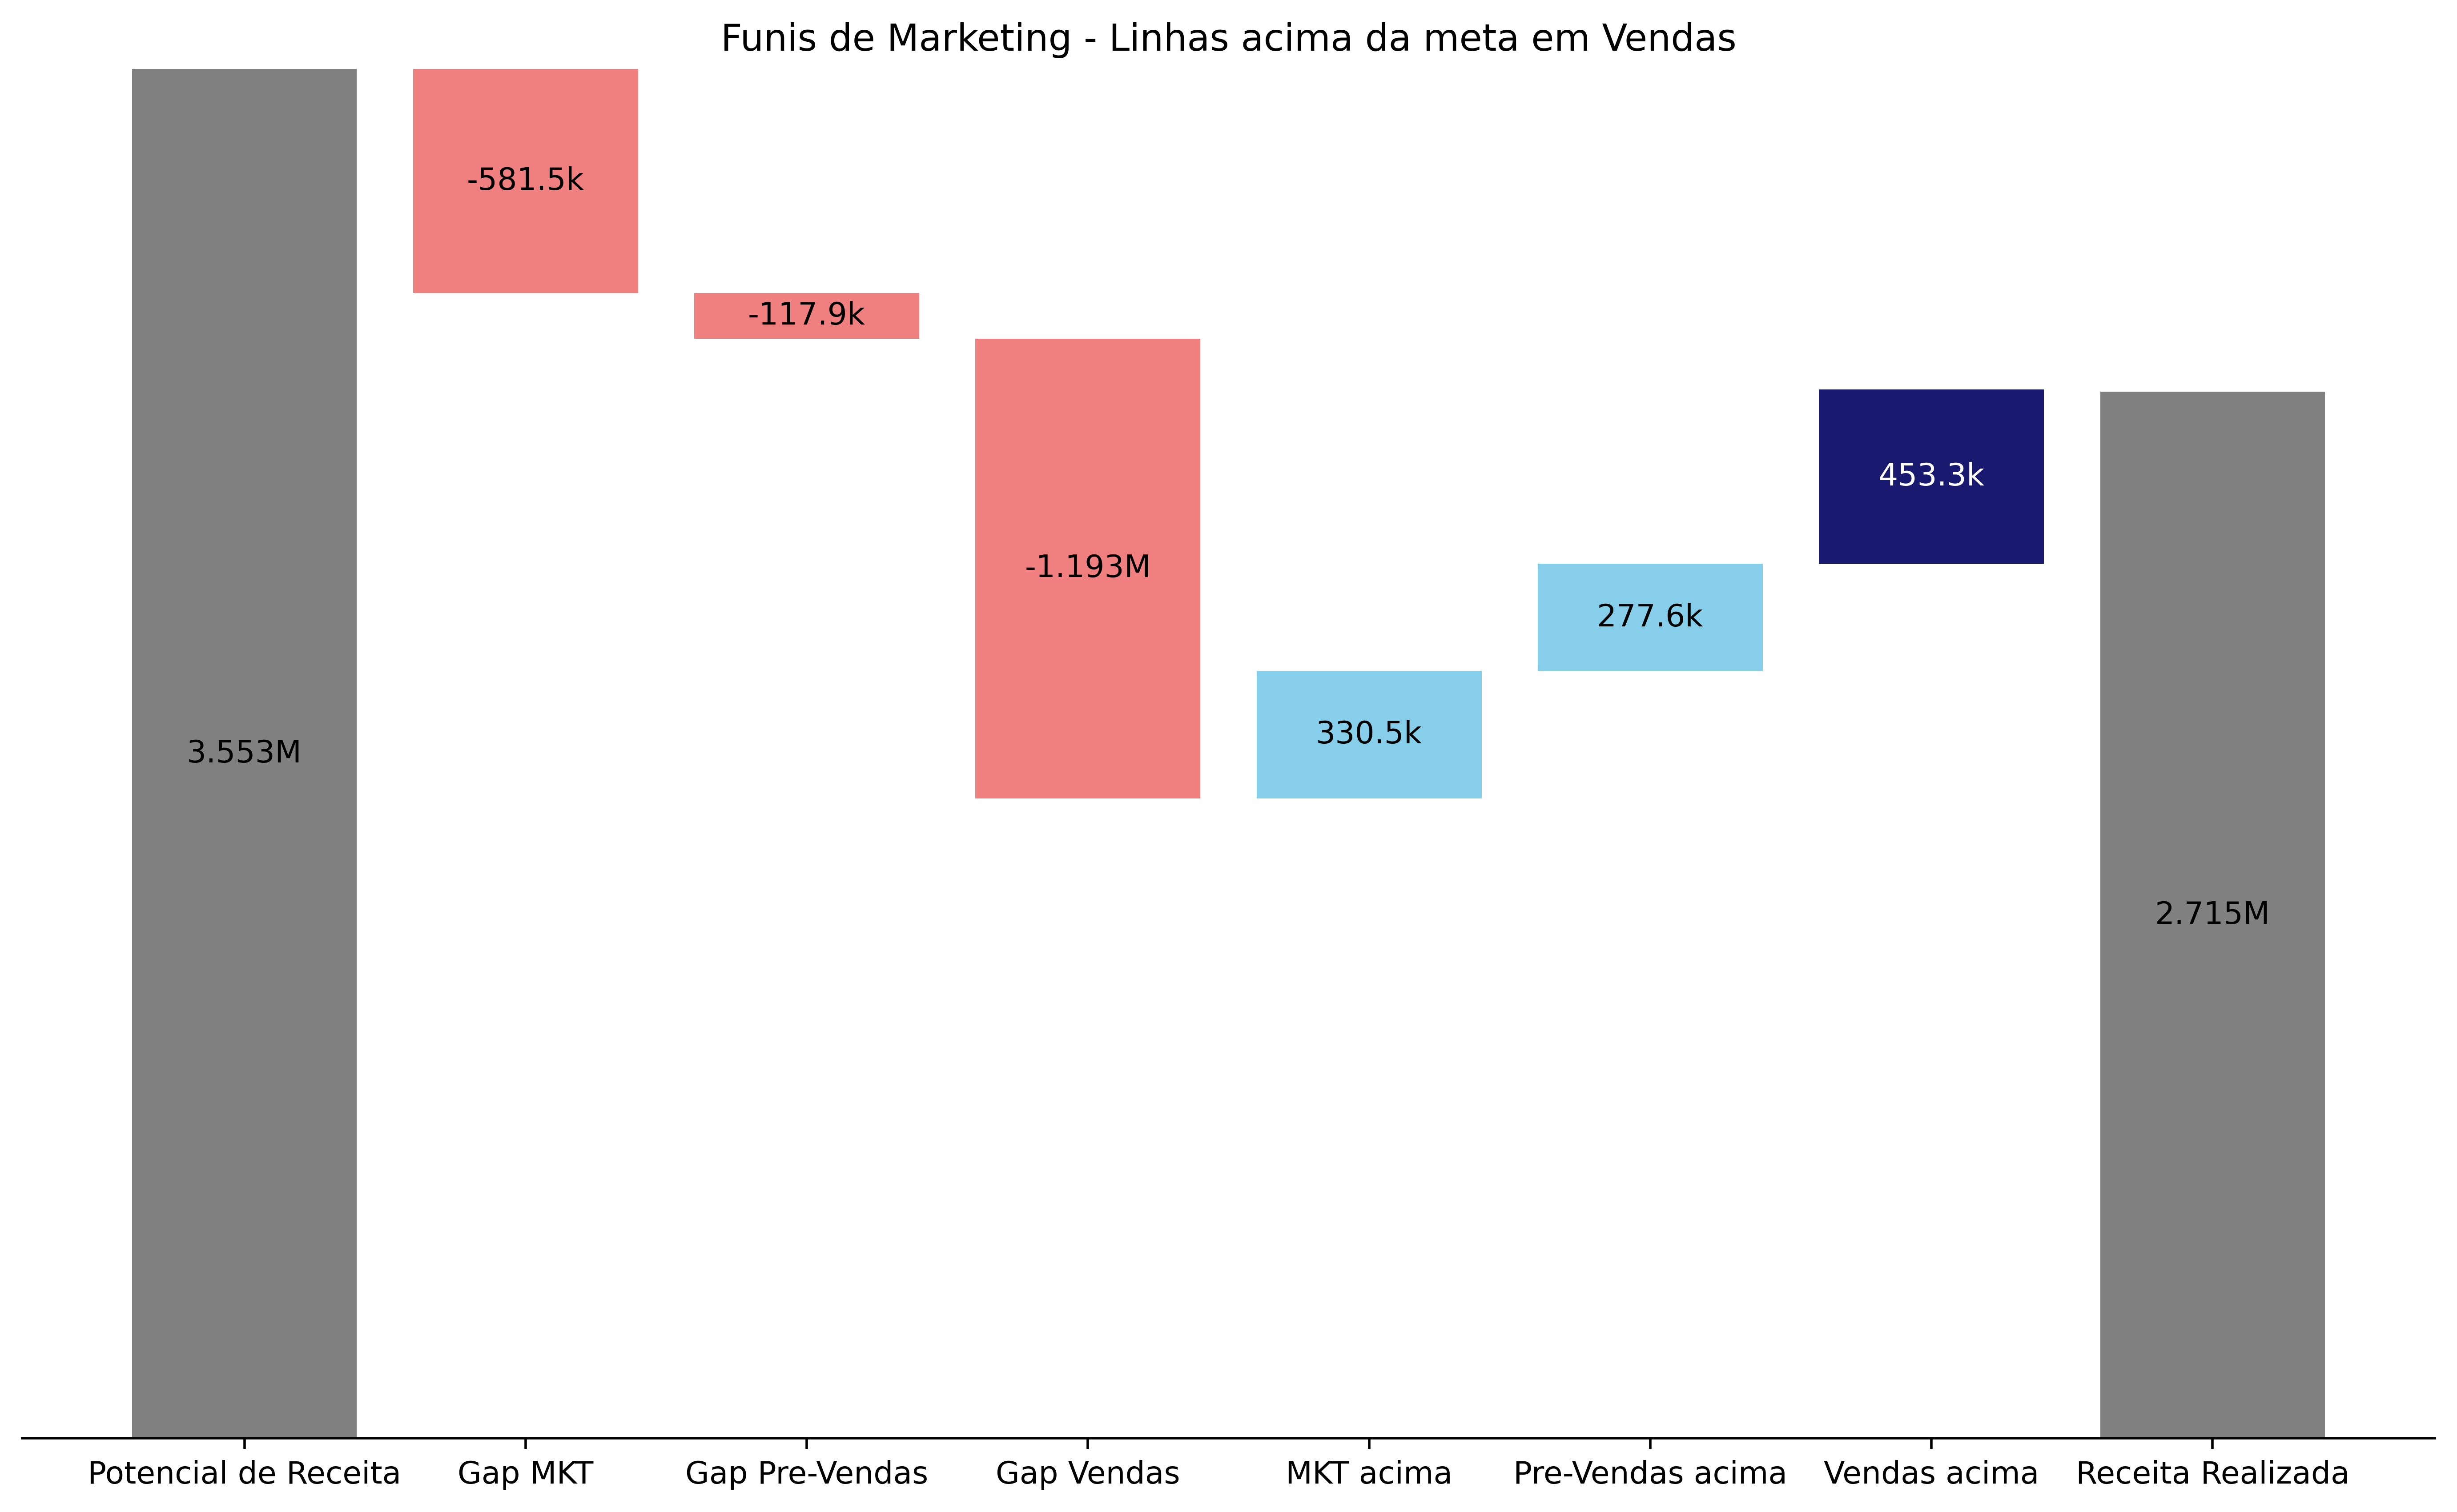 Funis de Marketing - Linhas acima da meta em Vendas
-581.5k
-117.9k
-1.193M
453.3k
277.6k
330.5k
3.553M
2.715M
Potencial de Receita
Gap MKT
Gap Pre-Vendas
Gap Vendas
MKT acima
Pre-Vendas acima
Vendas acima
Receita Realizada